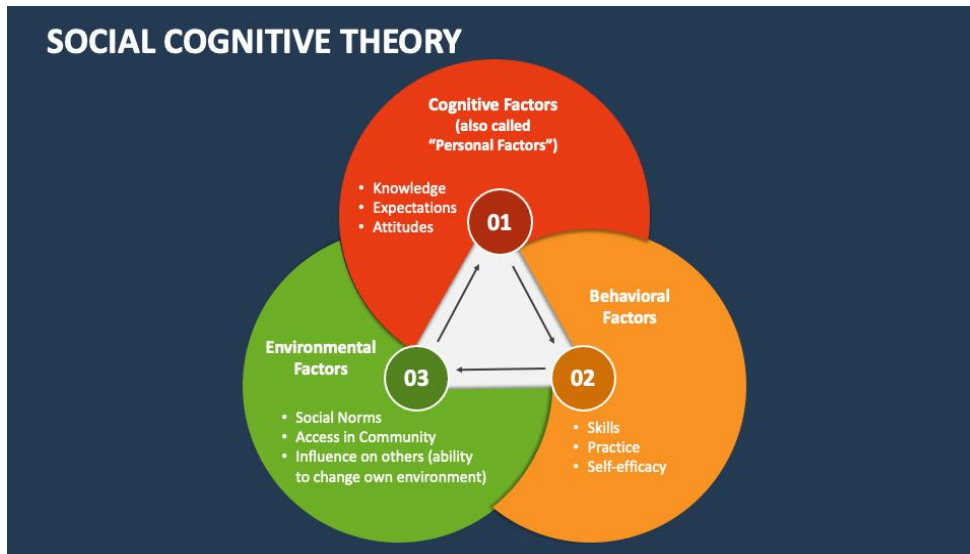 SOCIAL COGNITIVE THEORY
Cognitive Factors
(also called
“Personal Factors”)
• Knowledge
• Expectations
• Attitudes
01
Behavioral
Factors
02
• Skills
• Practice
• Self-efficacy
Environmental
Factors
03
• Social Norms
• Access in Community
• Influence on others (ability
to change own environment)